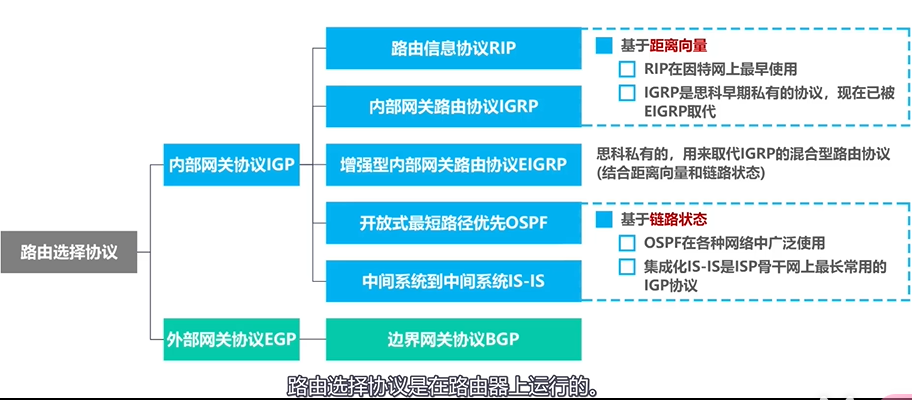 路由信息协议RIP
基于距离向量
RIP在因特网上最早使用
IGRP是思科早期私有的协议，现在已被
EIGRP取代
内部网关路由协议IGRP
内部网关协议IGP
增强型内部网关路由协议EIGRP
思科私有的，用来取代IGRP的混合型路由协议
(结合距离向量和链路状态)
开放式最短路径优先OSPF
基于链路状态
OSPF在各种网络中广泛使用
集成化IS-IS是ISP骨干网上最长常用的
IGP协议
路由选择协议
中间系统到中间系统IS-IS
外部网关协议EGP
边界网关协议BGP
路由选择协议是在路由器上运行的。